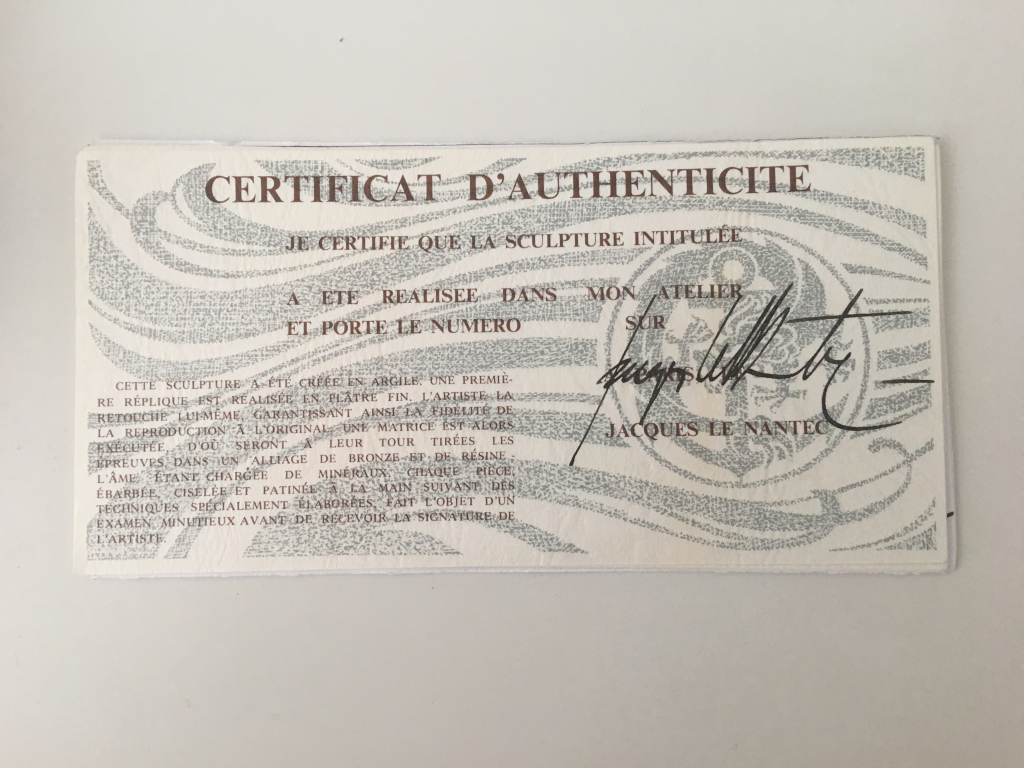 CERTIFICAT D'AUTHENTICITE
JE CERTIFIE QUE LA SCULPTURE INTITULÉE
A ETE REALISEE DANS MON ATELIER
ET PORTE LE NUMERO SUR
JACQUES LE NANTEC
CETTE SCULPTURE A ÉTÉ CRÉÉE EN ARGILE. UNE PREMIÈ-
RE RÉPLIQUE EST RÉALISÉE EN PLÂTRE FIN. L'ARTISTE LA
RETOUCHE LUI-MÊME, GARANTISSANT AINSI LA FIDÉLITÉ DE
LA REPRODUCTION À L'ORIGINAL. UNE MATRICE EST ALORS
EXÉCUTÉE, D'OÙ SERONT À LEUR TOUR TIRÉES LES
ÉPREUVES DANS UN ALLIAGE DE BRONZE ET DE RÉSINE -
L'ÂME ÉTANT CHARGÉE DE MINÉRAUX. CHAQUE PIÈCE,
ÉBARBÉE, CISELÉE ET PATINÉE À LA MAIN SUIVANT DES
TECHNIQUES SPÉCIALEMENT ÉLABORÉES, FAIT L'OBJET D'UN
EXAMEN MINUTIEUX AVANT DE RECEVOIR LA SIGNATURE DE
L'ARTISTE.